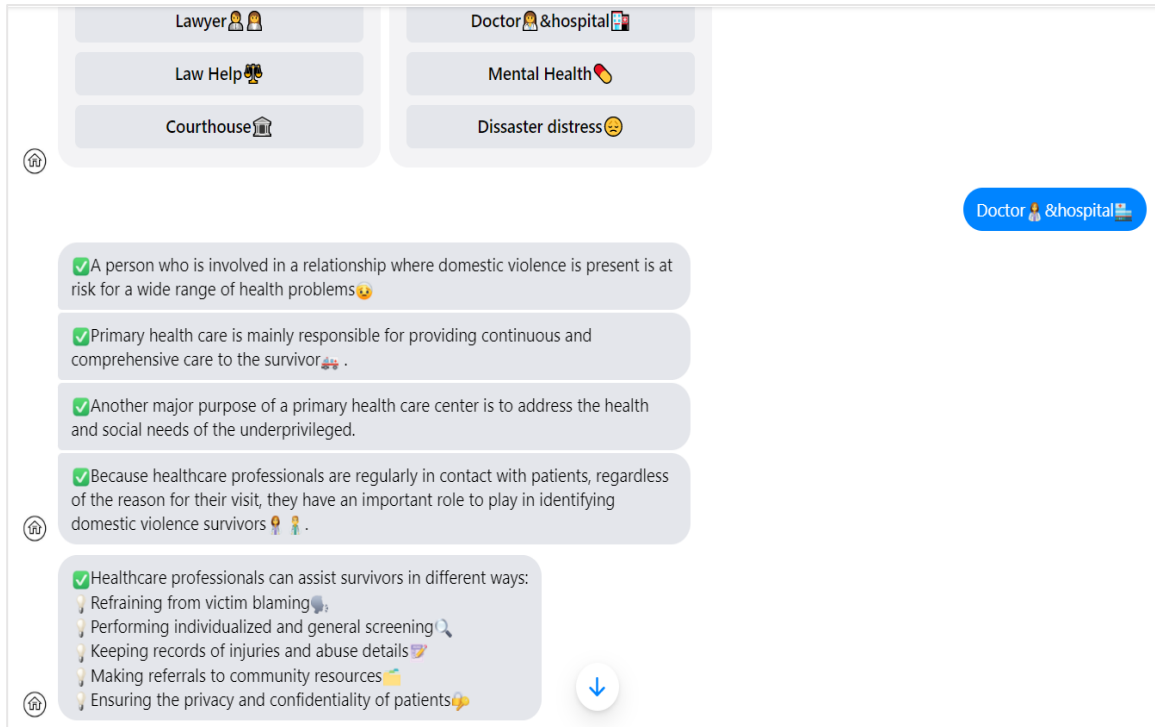 Lawyer
Doctor&hospital
Law Help
Mental Health
Courthouse
Dissaster distress
Doctor&hospital
A person who is involved in a relationship where domestic violence is present is at
risk for a wide range of health problems
Primary health care is mainly responsible for providing continuous and
comprehensive care to the survivor .
Another major purpose of a primary health care center is to address the health
and social needs of the underprivileged.
Because healthcare professionals are regularly in contact with patients, regardless
of the reason for their visit, they have an important role to play in identifying
domestic violence survivors .
Healthcare professionals can assist survivors in different ways:
Refraining from victim blaming
Performing individualized and general screening
Keeping records of injuries and abuse details
Making referrals to community resources
Ensuring the privacy and confidentiality of patients